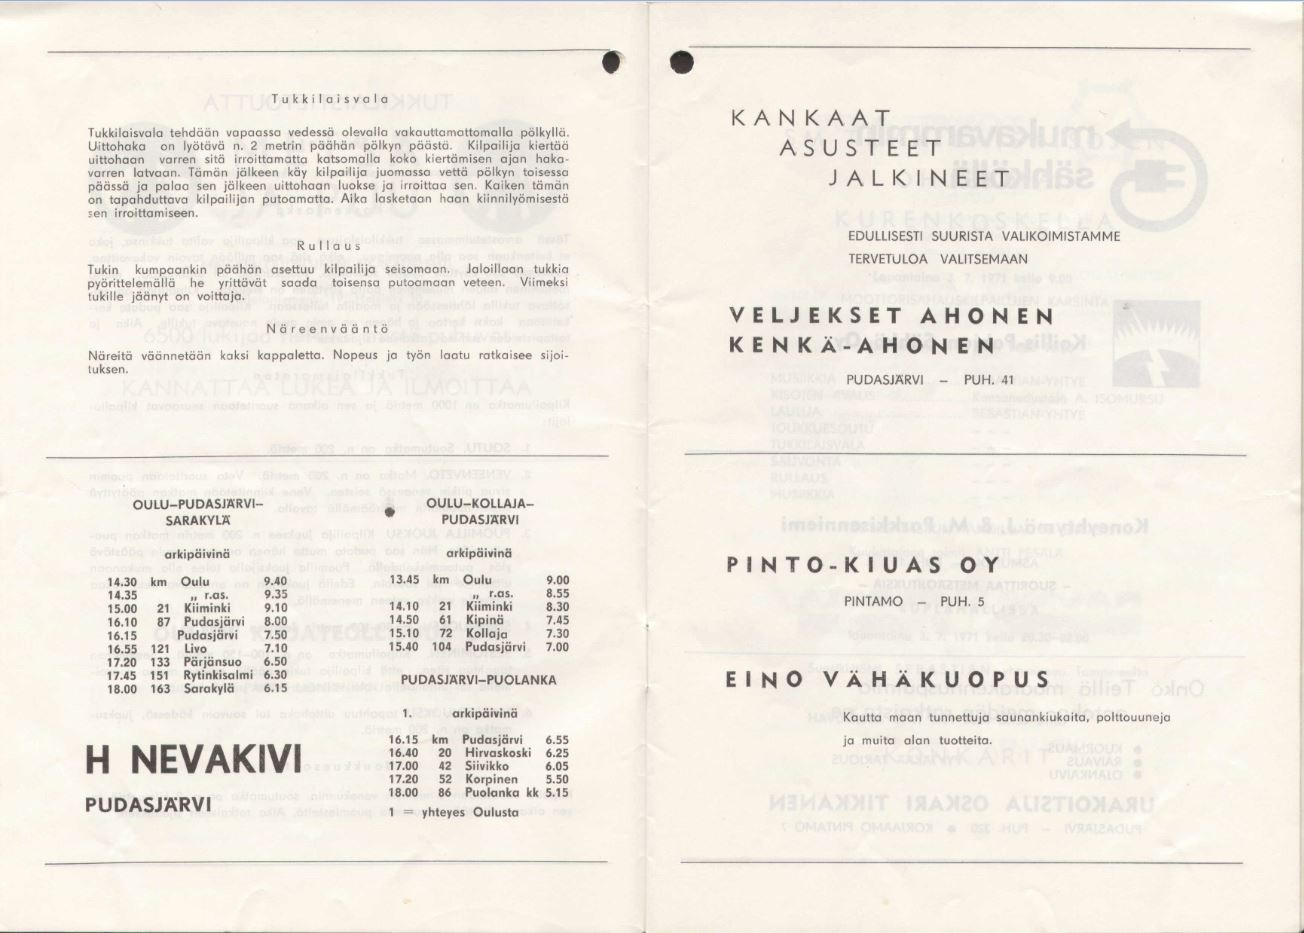 Tukkilaisvala
Tukkilaisvala tehdään vapaassa vedessä olevalla vakauttamattomalla pölkyllä.
Uittohaka on lyötävä n. 2 metrin päähän pölkyn päästä. Kilpailija kiertää
uittohaan varren sitä irroittamatta katsomalla koko kiertämisen ajan haka-
varren latvaan. Tämän jälkeen käy kilpailija juomassa vettä pölkyn toisessa
päässä ja palaa sen jälkeen uittohaan luokse ja irroittaa sen. Kaiken tämän
on tapahduttava kilpailijan putoamatta. Aika lasketaan haan kiinnilyömisestä
sen irroittamiseen.
Rullaus
Tukin kumpaankin päähän asettuu kilpailija seisomaan. Jaloillaan tukkia
pyörittelemällä he yrittävät saada toisensa putoamaan veteen. Viimeksi
tukille jäänyt on voittaja.
Näreenvääntö
Näreitä väännetään kaksi kappaletta. Nopeus ja työn laatu ratkaisee sijoi-
tuksen.
OULU–PUDASJÄRVI–
SARAKYLÄ
arkipäivinä
14.30 km Oulu 9.40
14.35 „ r.as. 9.35
15.00 21 Kiiminki 9.10
16.10 87 Pudasjärvi 8.00
16.15 Pudasjärvi 7.50
16.55 121 Livo 7.10
17.20 133 Pärjänsuo 6.50
17.45 151 Rytinkisalmi 6.30
18.00 163 Sarakylä 6.15
H NEVAKIVI
PUDASJÄRVI
OULU–KOLLAJA–
PUDASJÄRVI
arkipäivinä
13.45 km Oulu 9.00
„ r.as. 8.55
14.10 21 Kiiminki 8.30
14.50 61 Kipinä 7.45
15.10 72 Kollaja 7.30
15.40 104 Pudasjärvi 7.00
PUDASJÄRVI–PUOLANKA
1. arkipäivinä
16.15 km Pudasjärvi 6.55
16.40 20 Hirvaskoski 6.25
17.00 42 Siivikko 6.05
17.20 52 Korpinen 5.50
18.00 86 Puolanka kk 5.15
1 = yhteyes Oulusta
KANKAAT
ASUSTEET
JALKINEET
EDULLISESTI SUURISTA VALIKOIMISTAMME
TERVETULOA VALITSEMAAN
VELJEKSET AHONEN
KENKÄ-AHONEN
PUDASJÄRVI – PUH. 41
PINTO-KIUAS OY
PINTAMO – PUH. 5
EINO VÄHÄKUOPUS
Kautta maan tunnettuja saunankiukaita, polttouuneja
ja muita alan tuotteita.